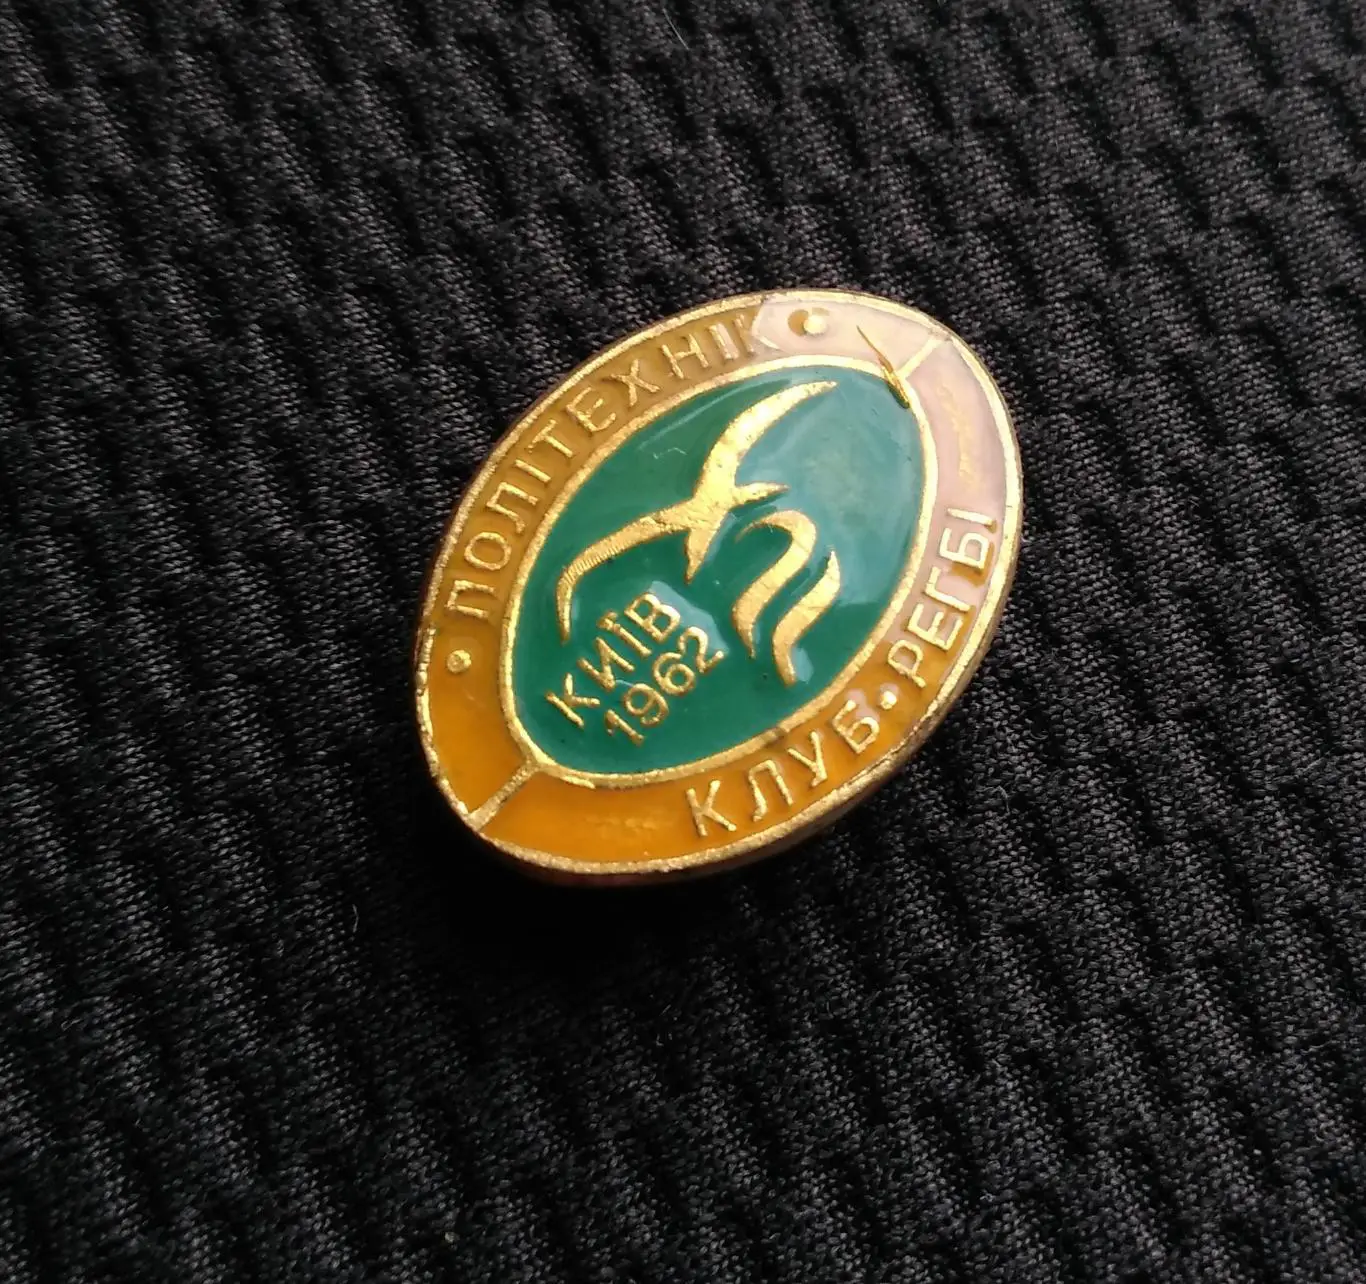 • ПОЛІТЕХНІК •
КИЇВ
1962
КЛУБ • РЕГБІ